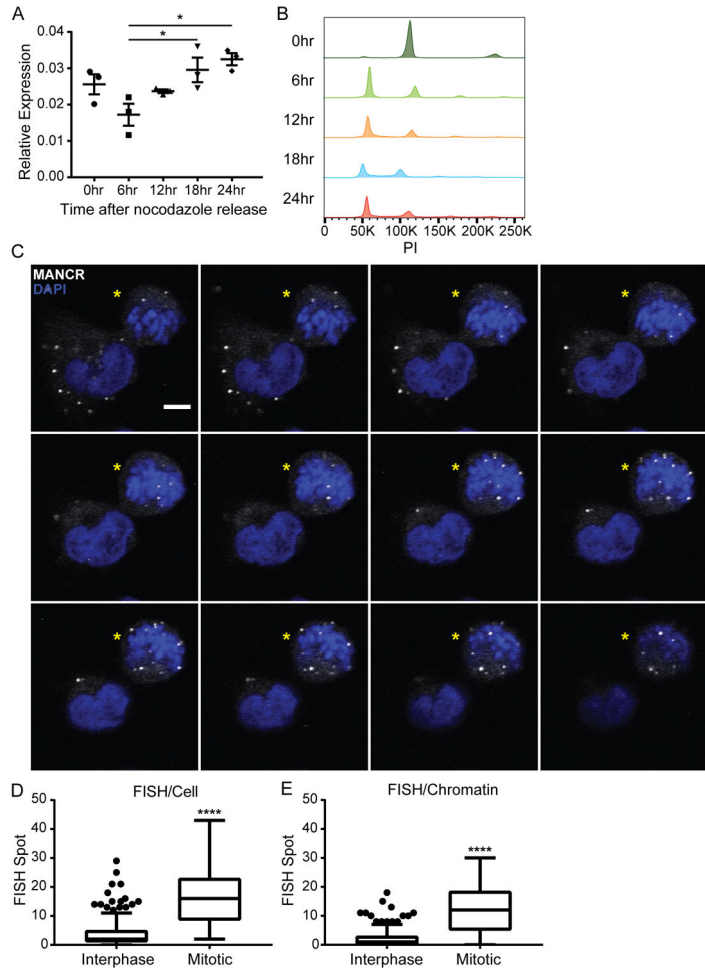 A
*
*
Relative Expression
0.04
0.03
0.02
0.01
0.00
0hr 6hr 12hr 18hr 24hr
Time after nocodazole release
B
0hr
6hr
12hr
18hr
24hr
0 50K 100K 150K 200K 250K
PI
C
MANCR
DAPI
* * * *
* * * *
* * * *
D
FISH/Cell
FISH Spot
50
40
30
20
10
0
****
Interphase Mitotic
E
FISH/Chromatin
FISH Spot
50
40
30
20
10
0
****
Interphase Mitotic